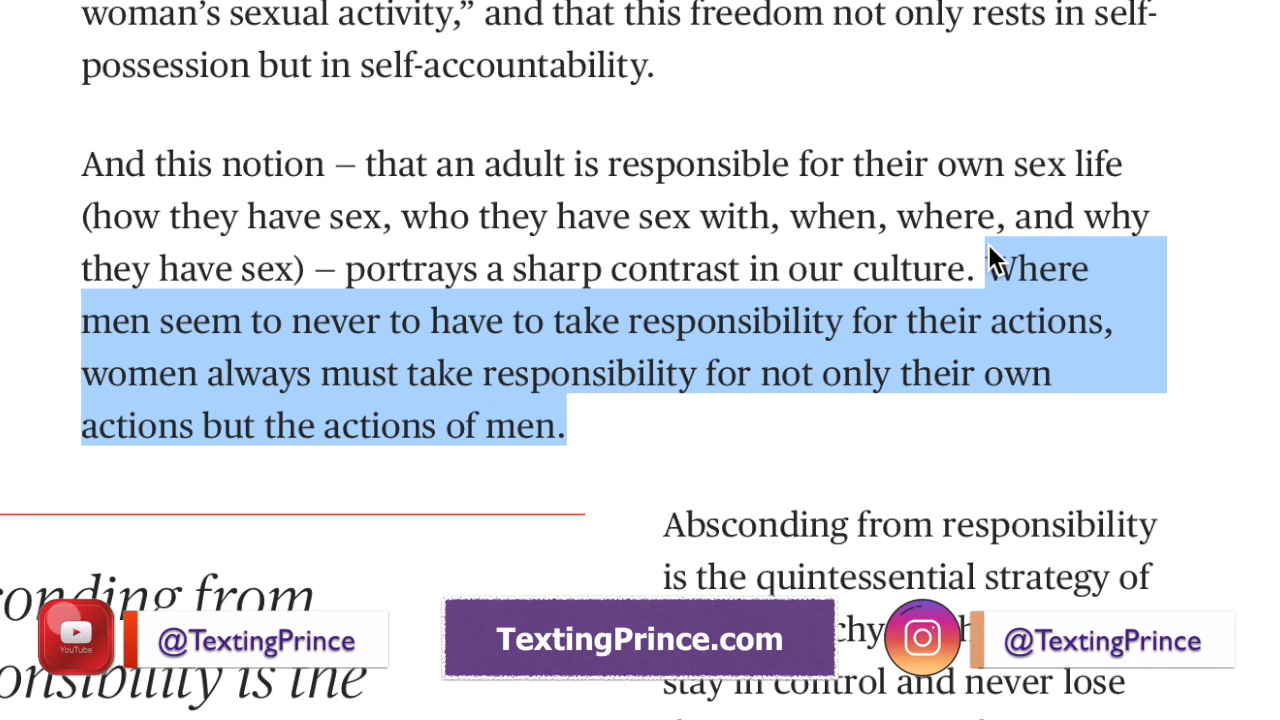 woman’s sexual activity,” and that this freedom not only rests in self-
possession but in self-accountability.
And this notion – that an adult is responsible for their own sex life
(how they have sex, who they have sex with, when, where, and why
they have sex) – portrays a sharp contrast in our culture. Where
men seem to never to have to take responsibility for their actions,
women always must take responsibility for not only their own
actions but the actions of men.
Absconding from responsibility
is the quintessential strategy of
stay in control and never lose
from
is the
YouTube
@TextingPrince
TextingPrince.com
@TextingPrince